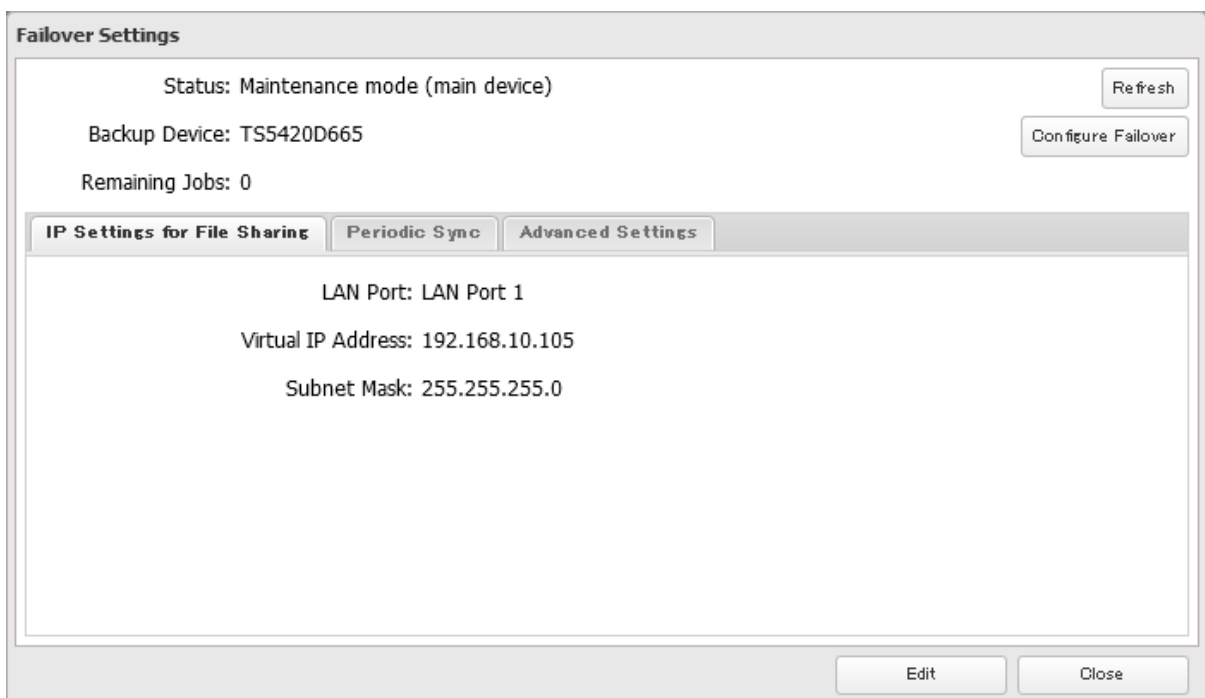 Failover Settings
Status: Maintenance mode (main device)
Refresh
Backup Device: TS5420D665
Configure Failover
Remaining Jobs: 0
IP Settings for File Sharing
Periodic Sync
Advanced Settings
LAN Port: LAN Port 1
Virtual IP Address: 192.168.10.105
Subnet Mask: 255.255.255.0
Edit
Close